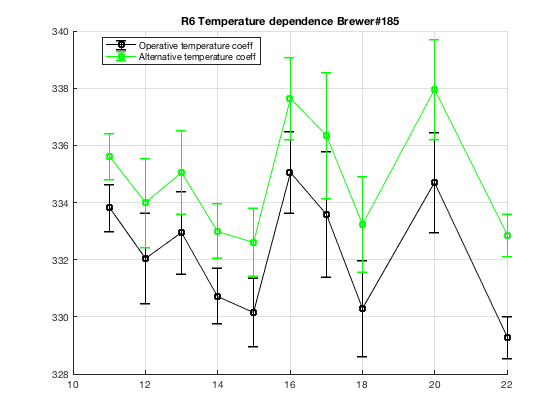 R6 Temperature dependence Brewer#185
Operative temperature coeff
Alternative temperature coeff
340
338
336
334
332
330
328
10 12 14 16 18 20 22